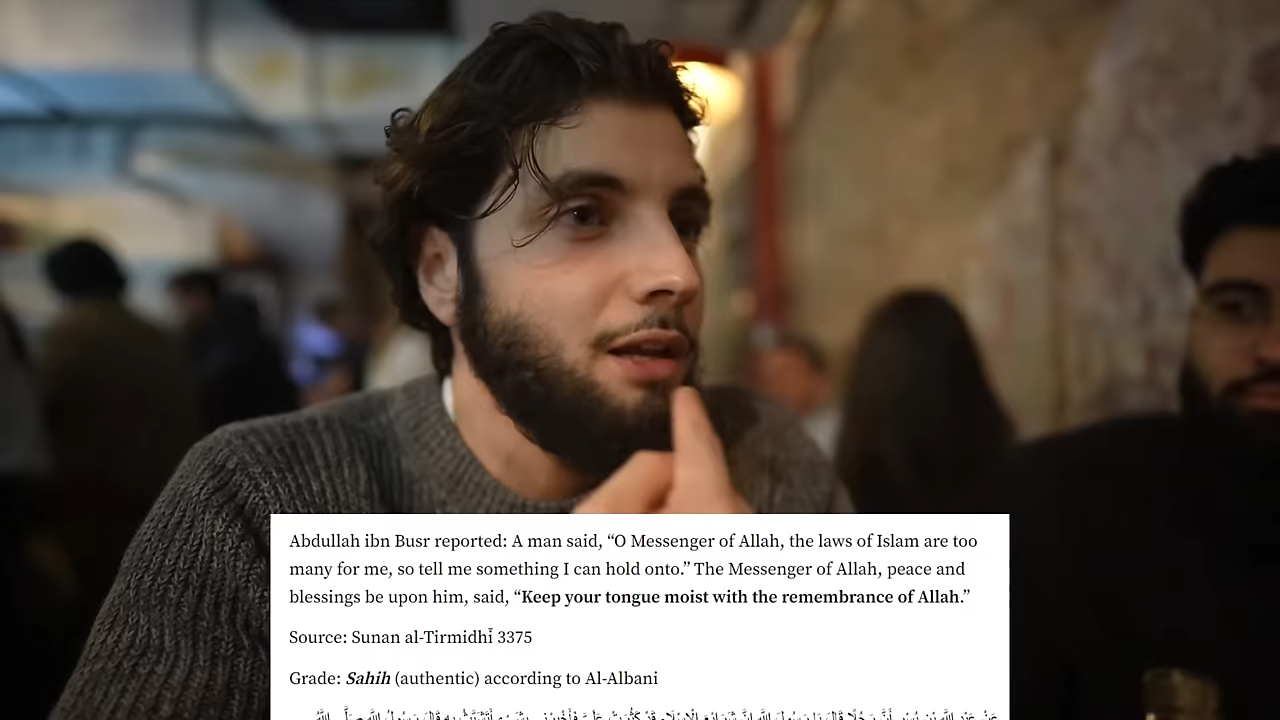 Abdullah ibn Busr reported: A man said, “O Messenger of Allah, the laws of Islam are too
many for me, so tell me something I can hold onto.” The Messenger of Allah, peace and
blessings be upon him, said, “Keep your tongue moist with the remembrance of Allah.”
Source: Sunan al-Tirmidhī 3375
Grade: Sahih (authentic) according to Al-Albani